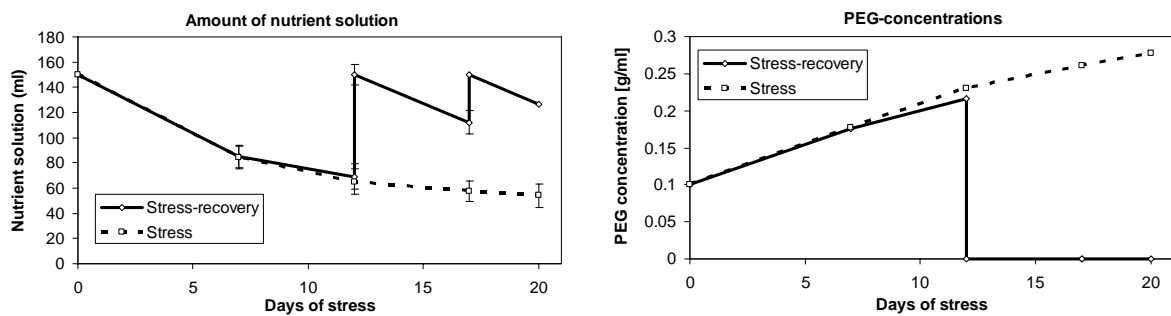 Amount of nutrient solution
Nutrient solution (ml)
180
160
140
120
100
80
60
40
20
0
Stress-recovery
Stress
0 5 10 15 20
Days of stress
PEG-concentrations
PEG concentration [g/ml]
0.3
0.25
0.2
0.15
0.1
0.05
0
Stress-recovery
Stress
0 5 10 15 20
Days of stress